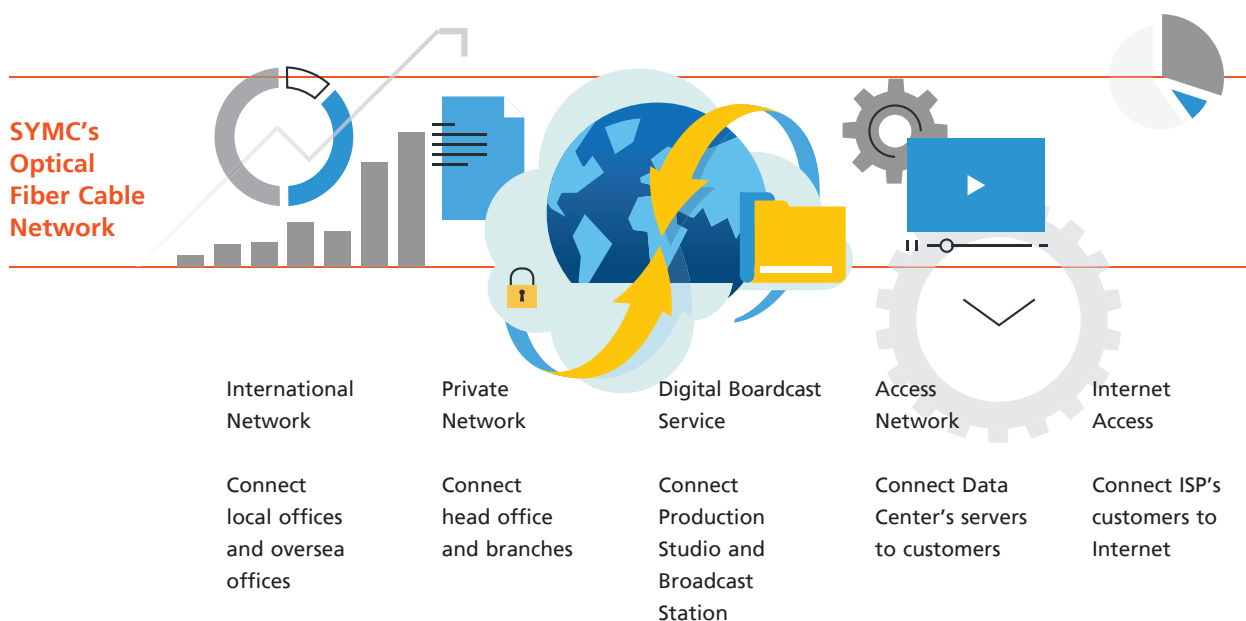 SYMC's
Optical
Fiber Cable
Network
International
Network
Private
Network
Digital Boardcast
Service
Access
Network
Internet
Access
Connect
local offices
and oversea
offices
Connect
head office
and branches
Connect
Production
Studio and
Broadcast
Station
Connect Data
Center's servers
to customers
Connect ISP's
customers to
Internet